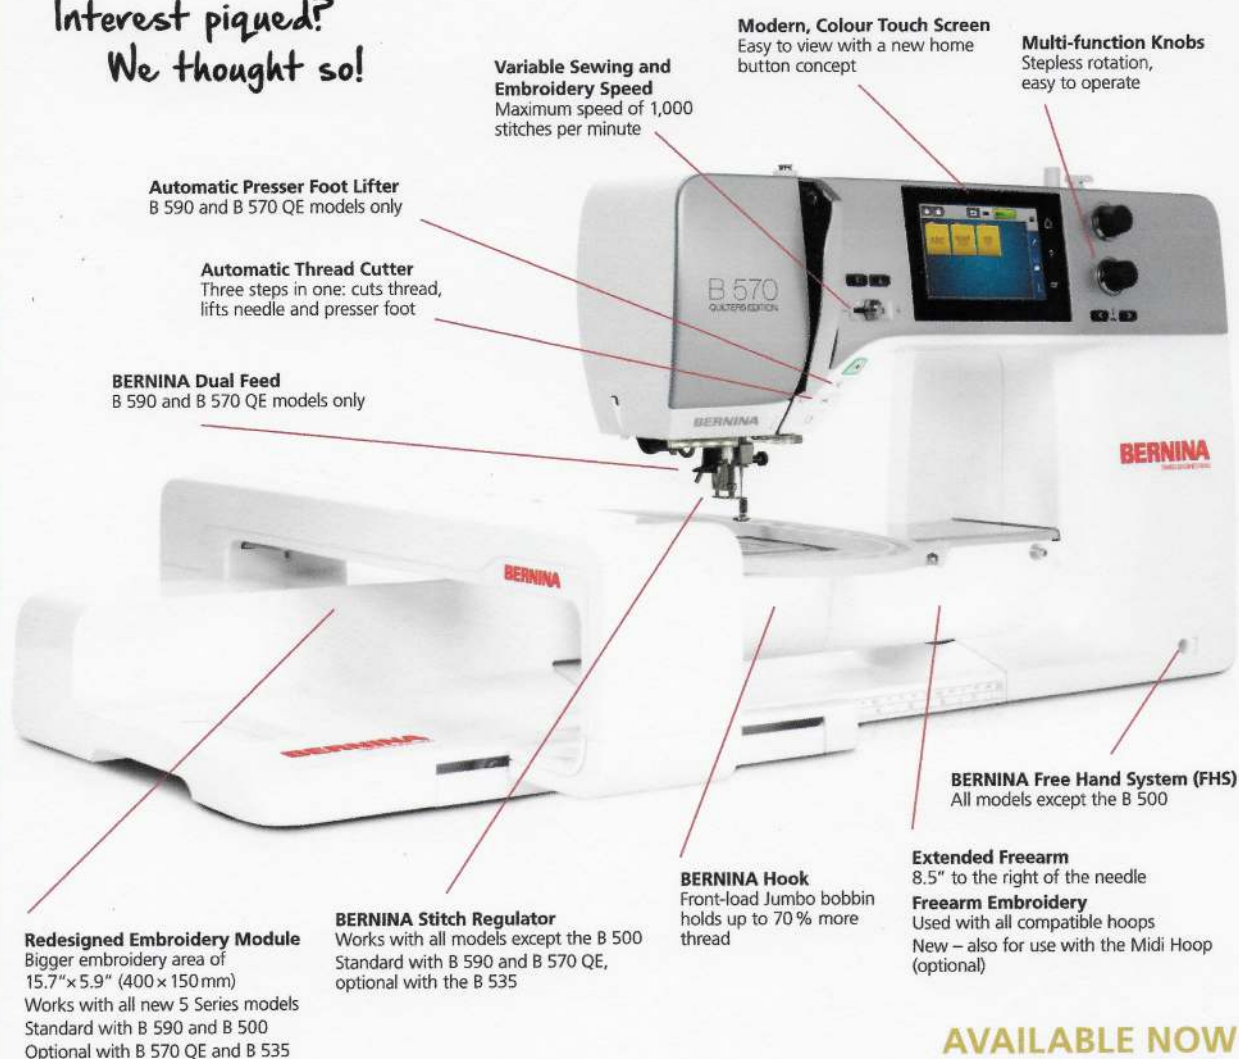 Interest piqued?
We thought so!
Modern, Colour Touch Screen
Easy to view with a new home
button concept
Multi-function Knobs
Stepless rotation,
easy to operate
Variable Sewing and
Embroidery Speed
Maximum speed of 1,000
stitches per minute
Automatic Presser Foot Lifter
B 590 and B 570 QE models only
Automatic Thread Cutter
Three steps in one: cuts thread,
lifts needle and presser foot
BERNINA Dual Feed
B 590 and B 570 QE models only
B 570
QUILTERS EDITION
BERNINA
BERNINA
BERNINA
BERNINA
BERNINA Free Hand System (FHS)
All models except the B 500
Extended Freearm
8.5" to the right of the needle
Freearm Embroidery
Used with all compatible hoops
New – also for use with the Midi Hoop
(optional)
BERNINA Hook
Front-load Jumbo bobbin
holds up to 70 % more
thread
BERNINA Stitch Regulator
Works with all models except the B 500
Standard with B 590 and B 570 QE,
optional with the B 535
Redesigned Embroidery Module
Bigger embroidery area of
15.7"× 5.9" (400 × 150 mm)
Works with all new 5 Series models
Standard with B 590 and B 500
Optional with B 570 QE and B 535
AVAILABLE NOW